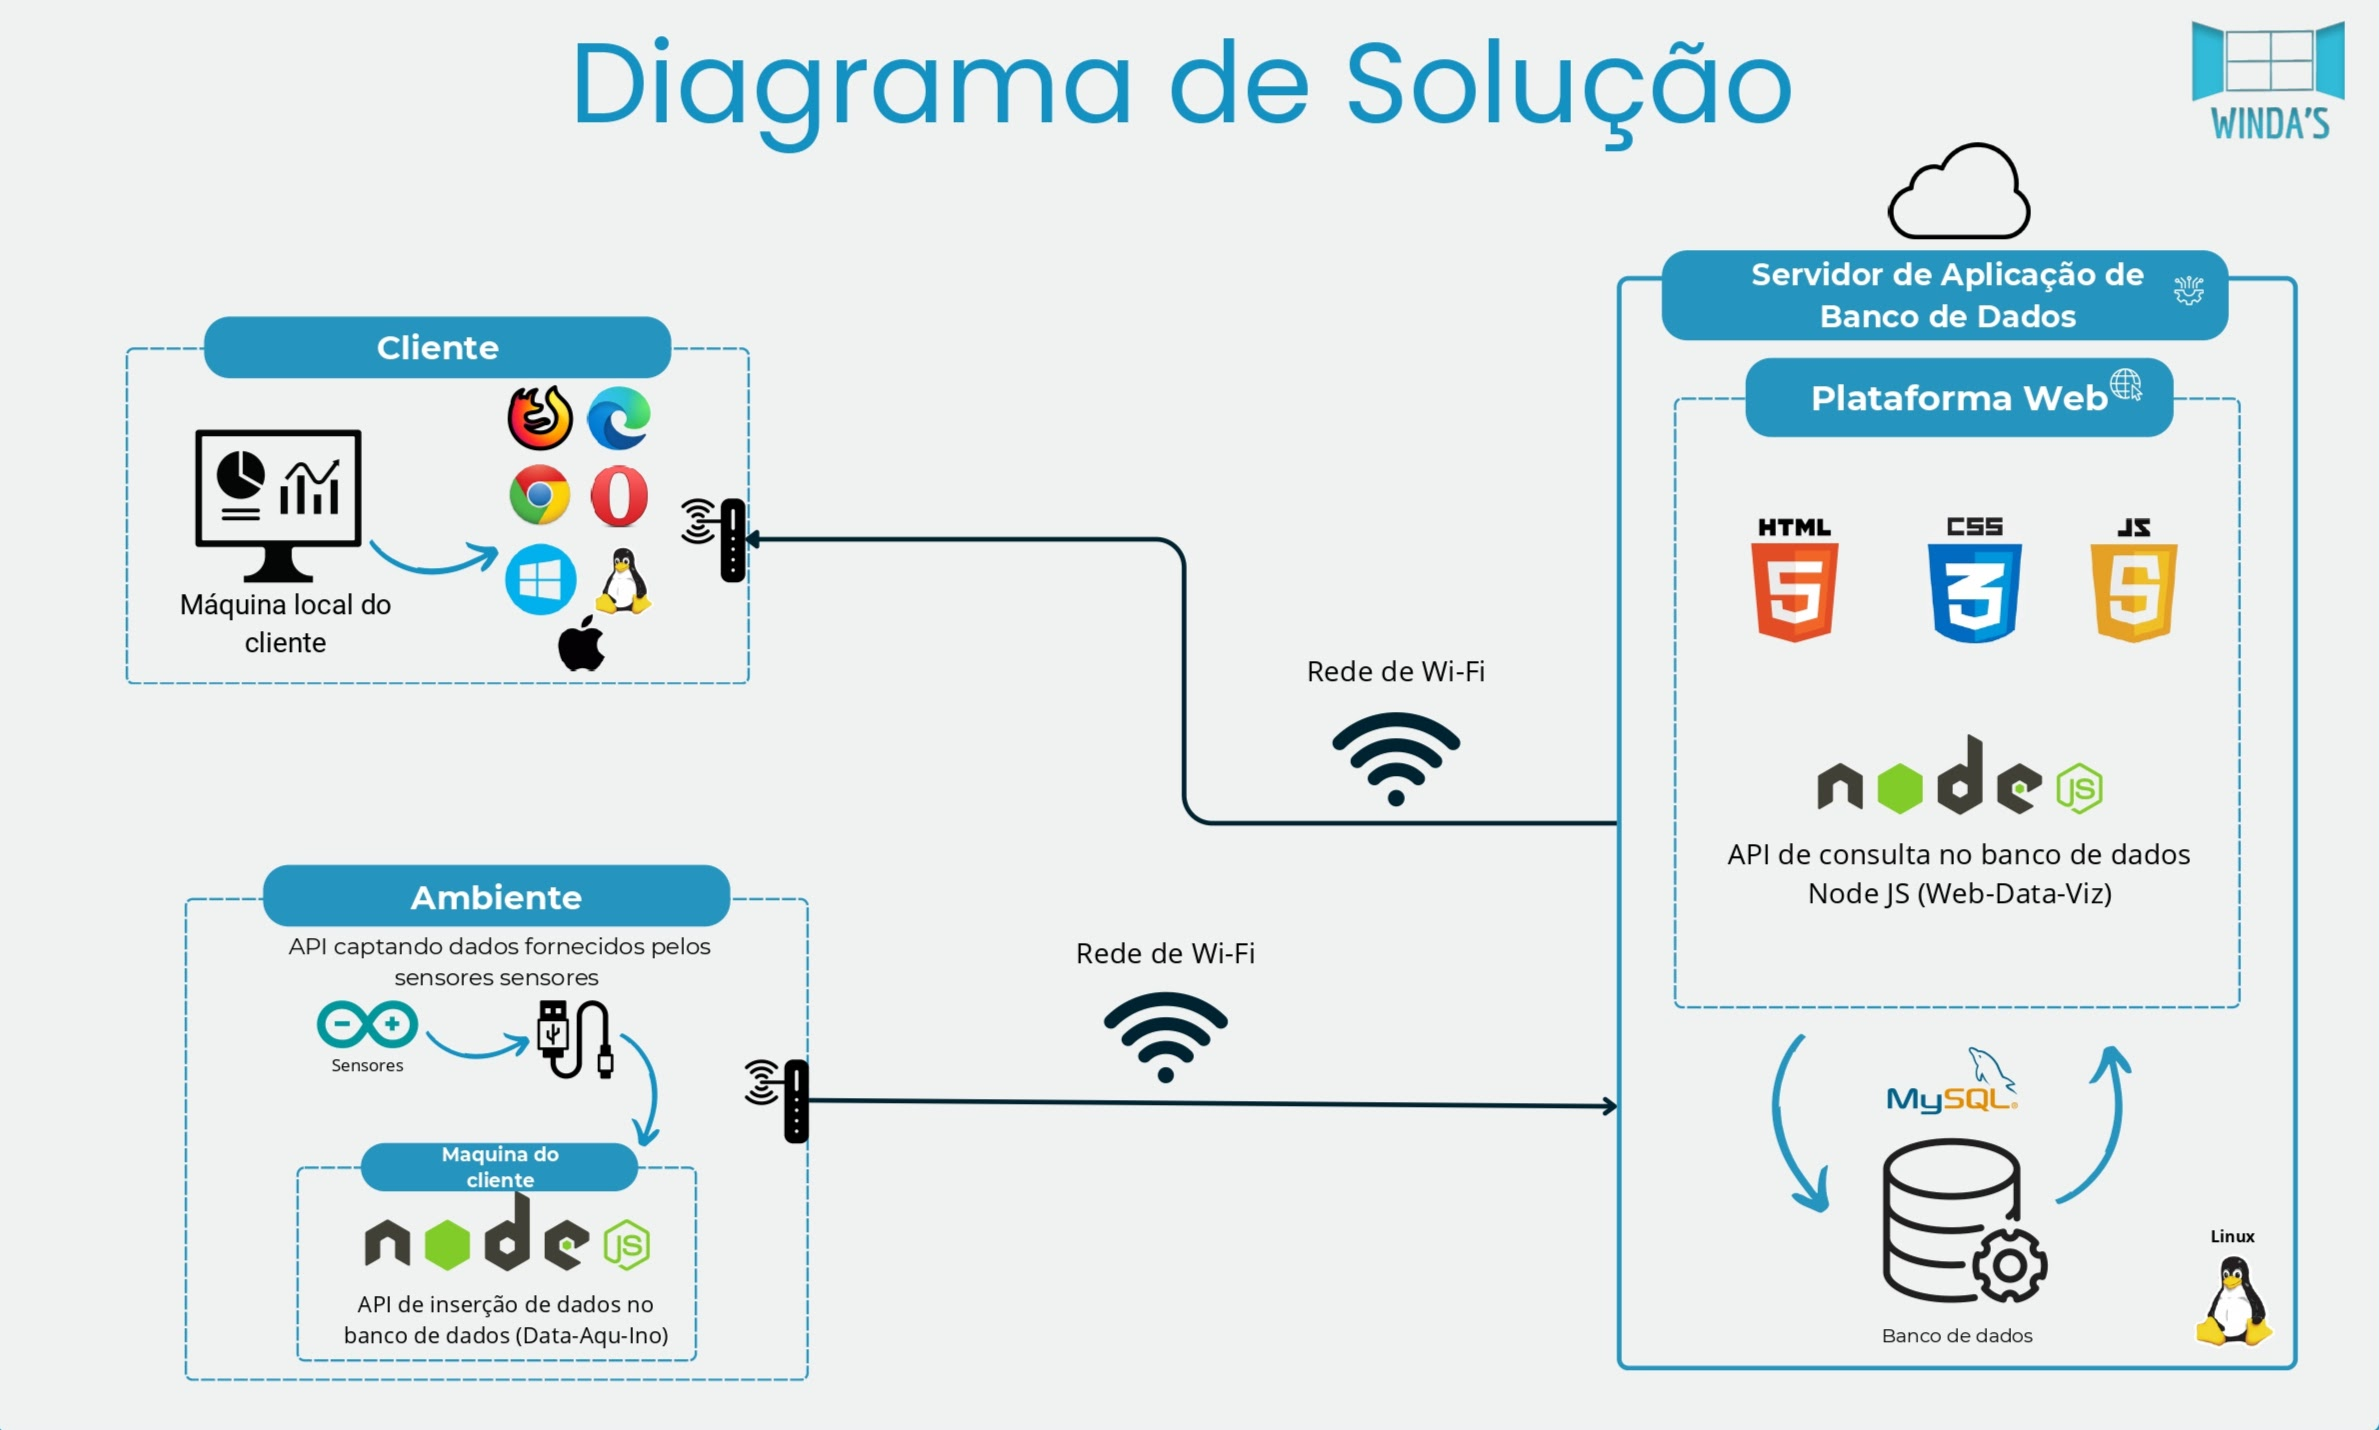 Diagrama de Solução
WINDA'S
Servidor de Aplicação de
Banco de Dados
Plataforma Web
HTML
CSS
JS
node
JS
API de consulta no banco de dados
Node JS (Web-Data-Viz)
MySQL®
Banco de dados
Linux
Cliente
Máquina local do
cliente
Rede de Wi-Fi
Ambiente
API captando dados fornecidos pelos
sensores sensores
Sensores
Maquina do
cliente
node
JS
API de inserção de dados no
banco de dados (Data-Aqu-Ino)
Rede de Wi-Fi